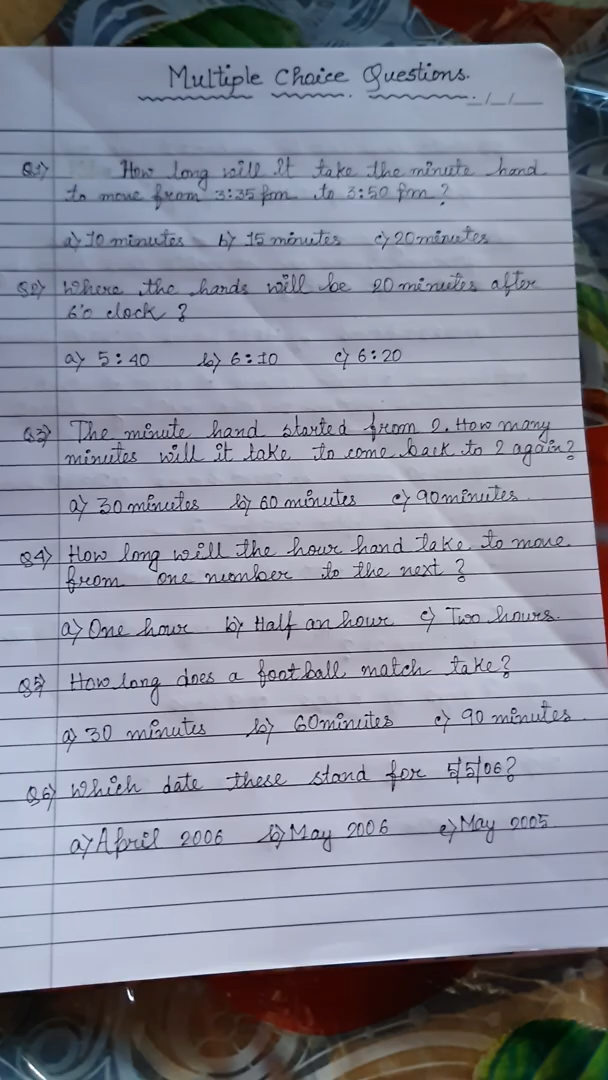 Multiple Choice Questions.
_/_/__
Q1) How long will it take the minute hand
to move from 3:35 pm to 3:50 pm?
a) 10 minutes b) 15 minutes c) 20 minutes
Q2) Where the hands will be 20 minutes after
6'o clock?
a) 5:40 b) 6:10 c) 6:20
Q3) The minute hand started from 2. How many
minutes will it take to come back to 2 again?
a) 30 minutes b) 60 minutes c) 90 minutes
Q4) How long will the hour hand take to move
from one number to the next?
a) One hour b) Half an hour c) Two hours.
Q5) How long does a football match take?
a) 30 minutes b) 60 minutes c) 90 minutes
Q6) Which date these stand for 5/5/06?
a) April 2006 b) May 2006 c) May 2005